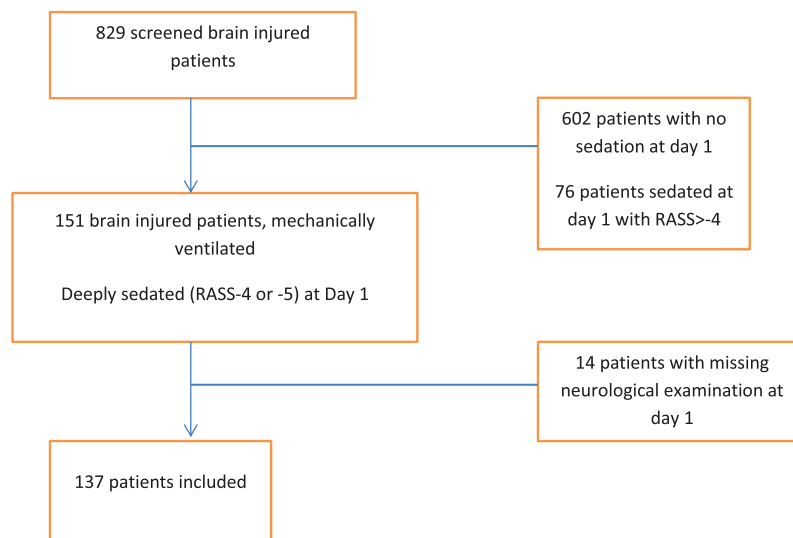 829 screened brain injured
patients
602 patients with no
sedation at day 1
76 patients sedated at
day 1 with RASS>-4
151 brain injured patients, mechanically
ventilated
Deeply sedated (RASS-4 or -5) at Day 1
14 patients with missing
neurological examination at
day 1
137 patients included